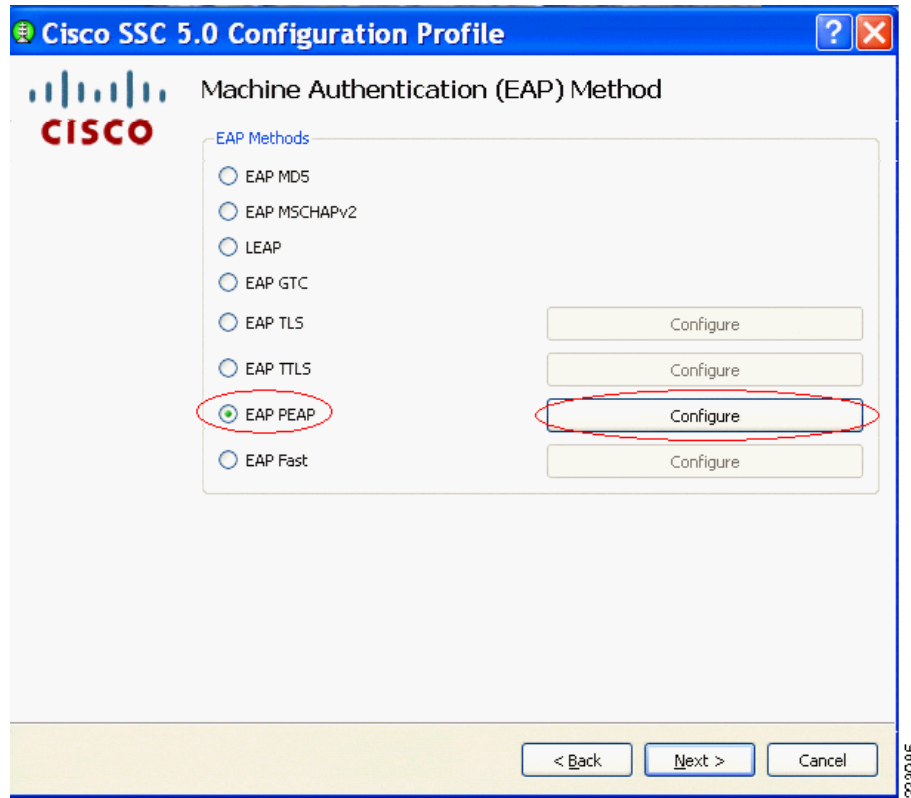 Cisco SSC 5.0 Configuration Profile
?
CISCO
Machine Authentication (EAP) Method
EAP Methods
EAP MD5
EAP MSCHAPv2
LEAP
EAP GTC
EAP TLS Configure
EAP TTLS Configure
EAP PEAP Configure
EAP Fast Configure
< Back Next > Cancel